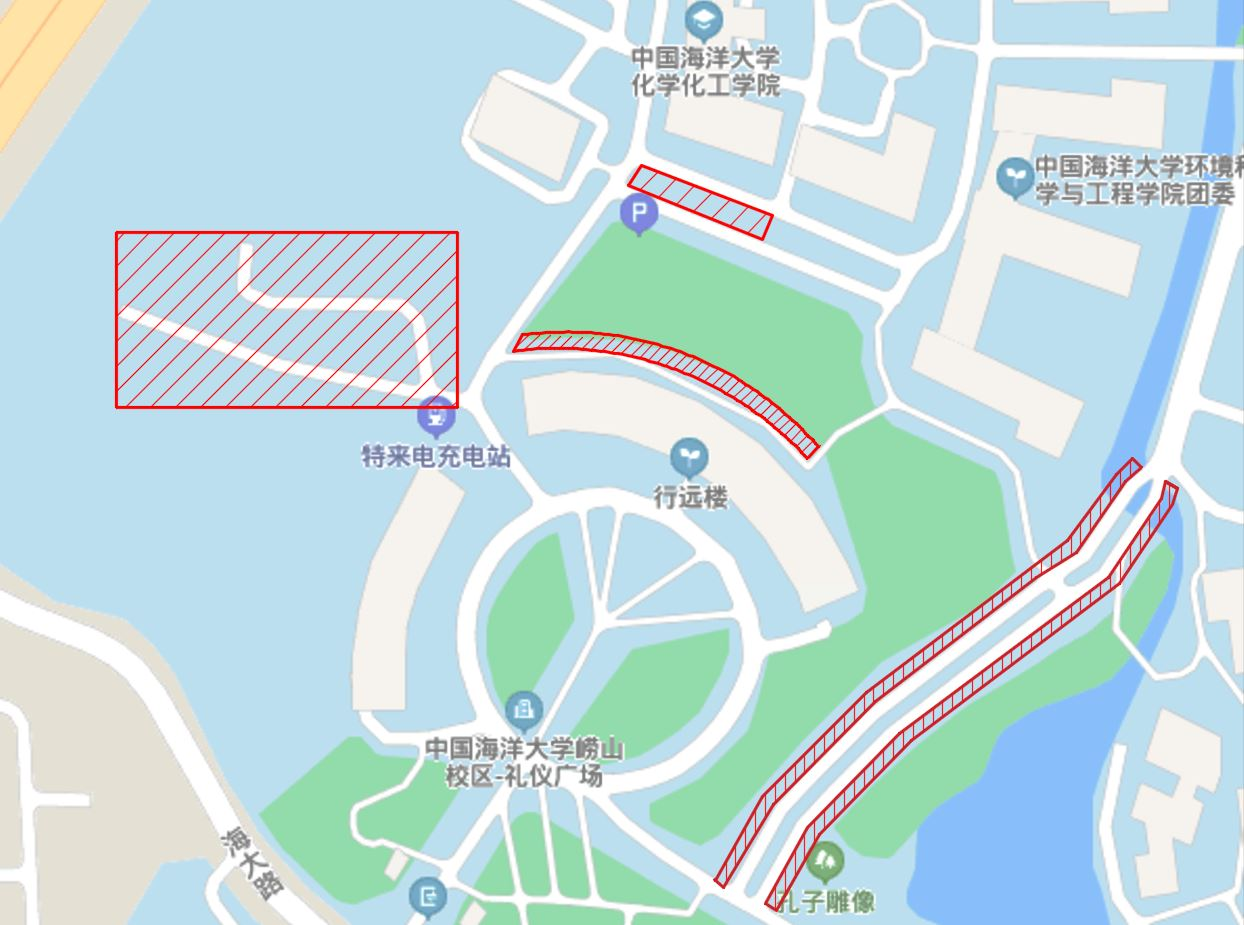 中国海洋大学
化学化工学院
中国海洋大学环境科
学与工程学院团委
P
特来电充电站
行远楼
中国海洋大学崂山
校区-礼仪广场
海大路
孔子雕像